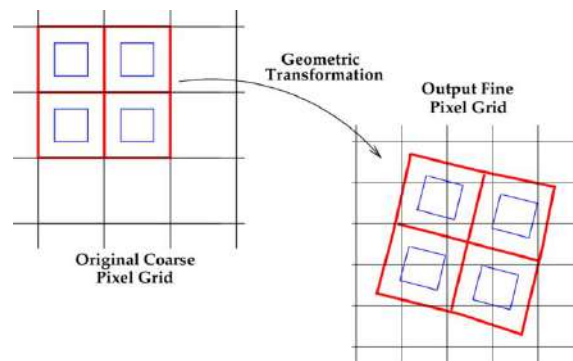 Geometric
Transformation
Output Fine
Pixel Grid
Original Coarse
Pixel Grid